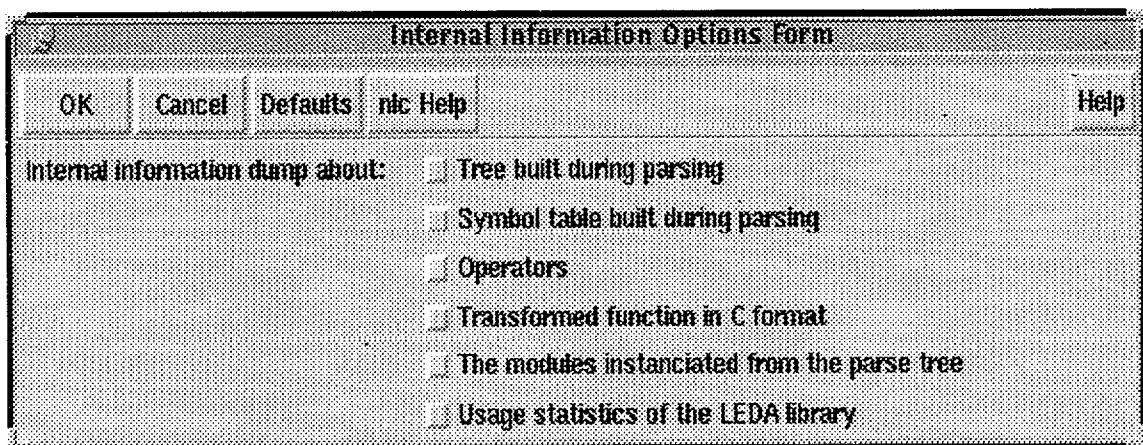 Internal Information Options Form
OK Cancel Defaults nlc Help Help
Internal information dump about: Tree built during parsing
Symbol table built during parsing
Operators
Transformed function in C format
The modules instanciated from the parse tree
Usage statistics of the LEDA library